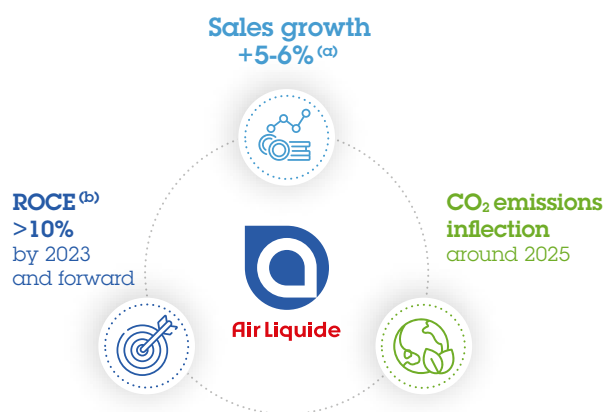 Sales growth
+5-6% (a)
ROCE (b)
>10%
by 2023
and forward
CO₂ emissions
inflection
around 2025
Air Liquide